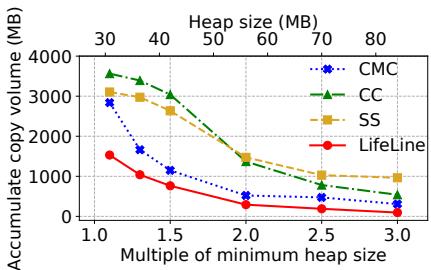 Heap size (MB)
30 40 50 60 70 80
Accumulate copy volume (MB)
4000
3000
2000
1000
0
CMC
CC
SS
LifeLine
1.0 1.5 2.0 2.5 3.0
Multiple of minimum heap size